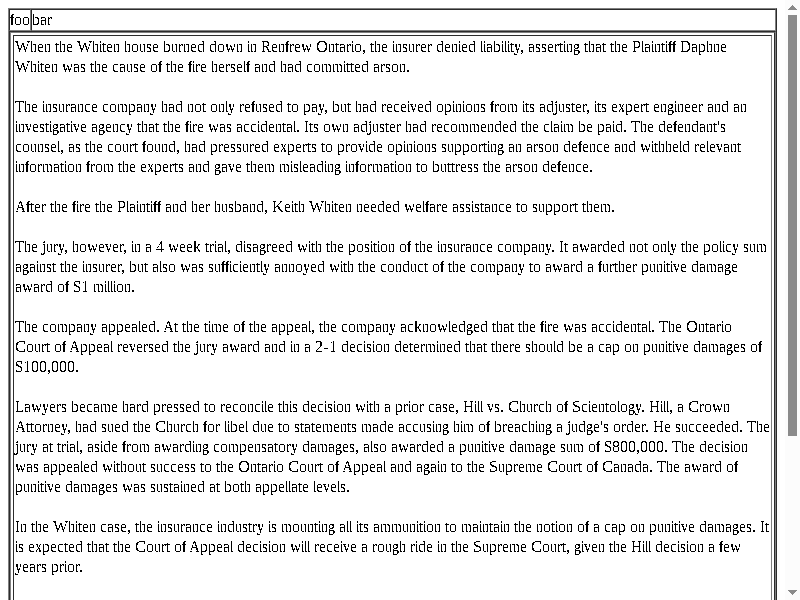 foo bar
When the Whiten house burned down in Renfrew Ontario, the insurer denied liability, asserting that the Plaintiff Daphne
Whiten was the cause of the fire herself and had committed arson.
The insurance company had not only refused to pay, but had received opinions from its adjuster, its expert engineer and an
investigative agency that the fire was accidental. Its own adjuster had recommended the claim be paid. The defendant's
counsel, as the court found, had pressured experts to provide opinions supporting an arson defence and withheld relevant
information from the experts and gave them misleading information to buttress the arson defence.
After the fire the Plaintiff and her husband, Keith Whiten needed welfare assistance to support them.
The jury, however, in a 4 week trial, disagreed with the position of the insurance company. It awarded not only the policy sum
against the insurer, but also was sufficiently annoyed with the conduct of the company to award a further punitive damage
award of $1 million.
The company appealed. At the time of the appeal, the company acknowledged that the fire was accidental. The Ontario
Court of Appeal reversed the jury award and in a 2-1 decision determined that there should be a cap on punitive damages of
$100,000.
Lawyers became hard pressed to reconcile this decision with a prior case, Hill vs. Church of Scientology. Hill, a Crown
Attorney, had sued the Church for libel due to statements made accusing him of breaching a judge's order. He succeeded. The
jury at trial, aside from awarding compensatory damages, also awarded a punitive damage sum of $800,000. The decision
was appealed without success to the Ontario Court of Appeal and again to the Supreme Court of Canada. The award of
punitive damages was sustained at both appellate levels.
In the Whiten case, the insurance industry is mounting all its ammunition to maintain the notion of a cap on punitive damages. It
is expected that the Court of Appeal decision will receive a rough ride in the Supreme Court, given the Hill decision a few
years prior.